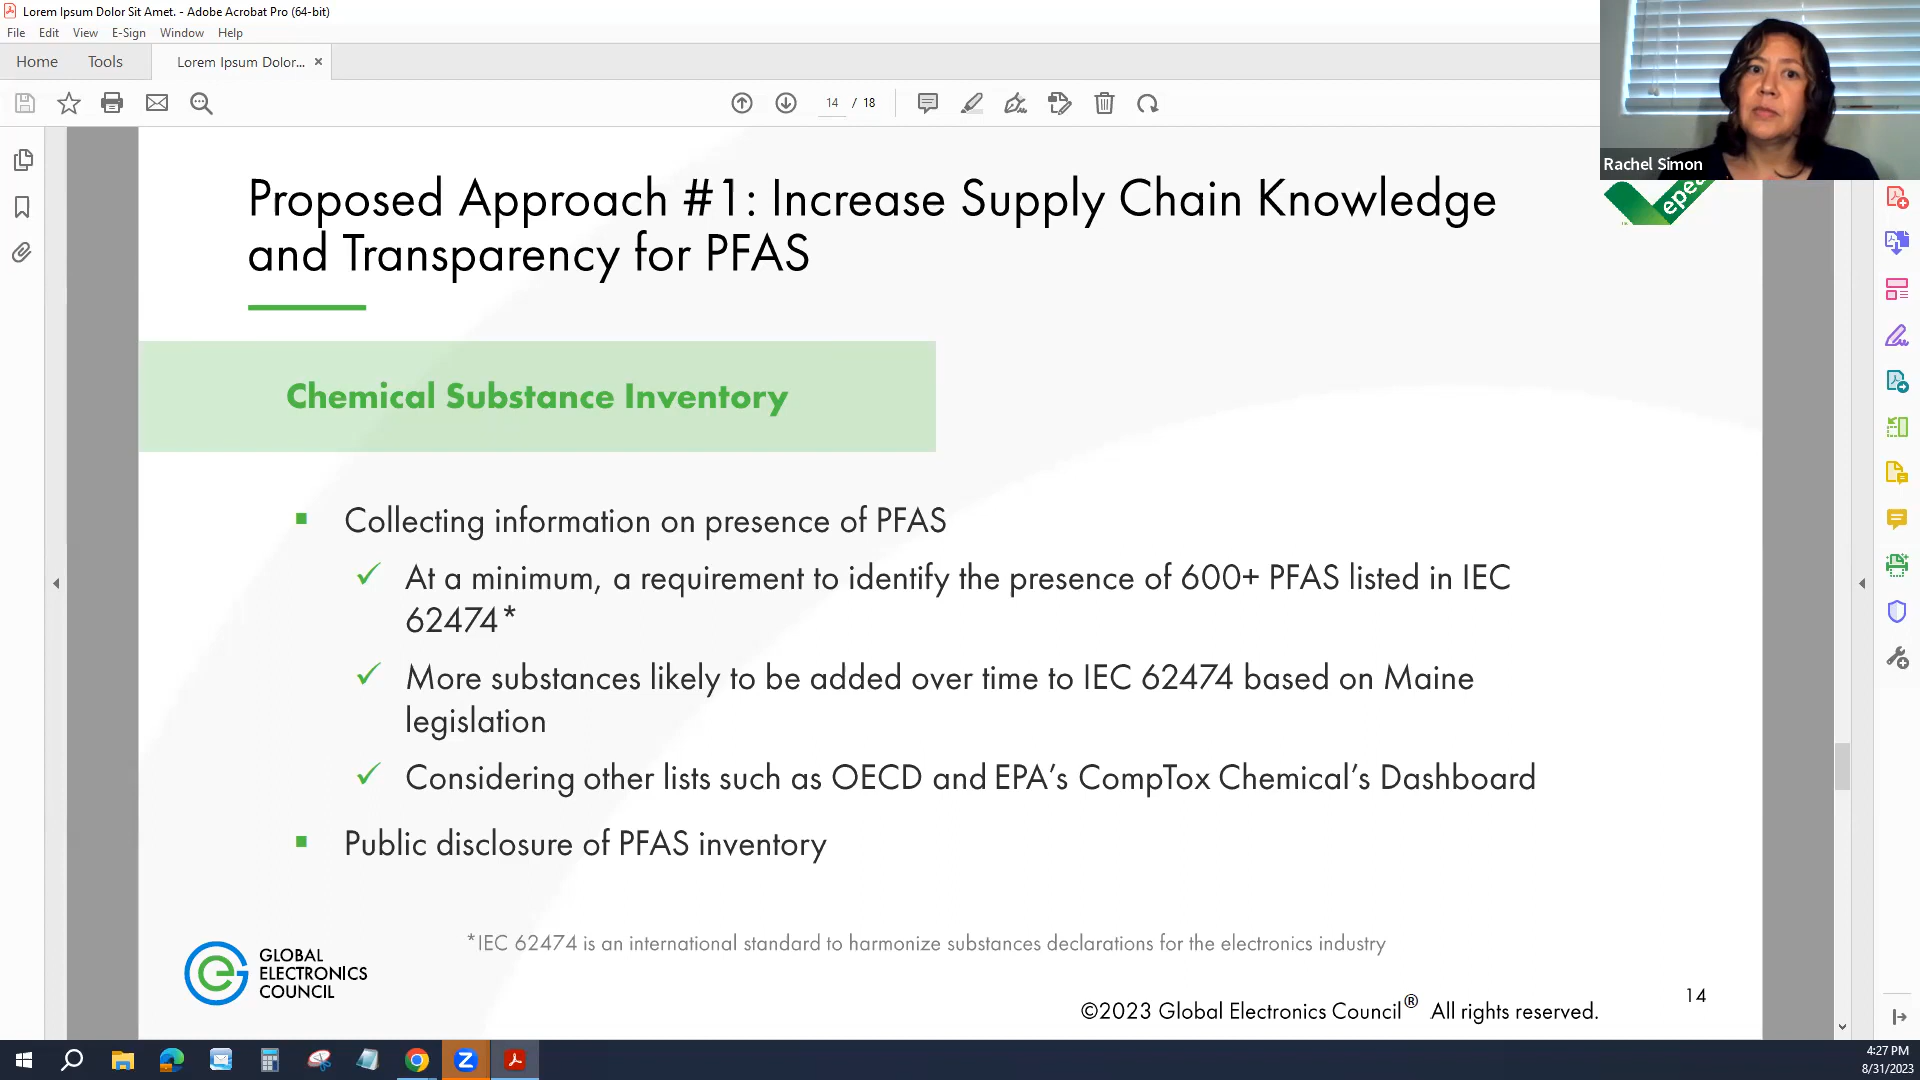 Lorem Ipsum Dolor Sit Amet. - Adobe Acrobat Pro (64-bit)
File Edit View E-Sign Window Help
Home Tools Lorem Ipsum Dolor... ×
14 / 18
Rachel Simon
epea
Proposed Approach #1: Increase Supply Chain Knowledge
and Transparency for PFAS
Chemical Substance Inventory
Collecting information on presence of PFAS
At a minimum, a requirement to identify the presence of 600+ PFAS listed in IEC
62474*
More substances likely to be added over time to IEC 62474 based on Maine
legislation
Considering other lists such as OECD and EPA's CompTox Chemical's Dashboard
Public disclosure of PFAS inventory
*IEC 62474 is an international standard to harmonize substances declarations for the electronics industry
GLOBAL
ELECTRONICS
COUNCIL
14
©2023 Global Electronics Council® All rights reserved.
4:27 PM
8/31/2023